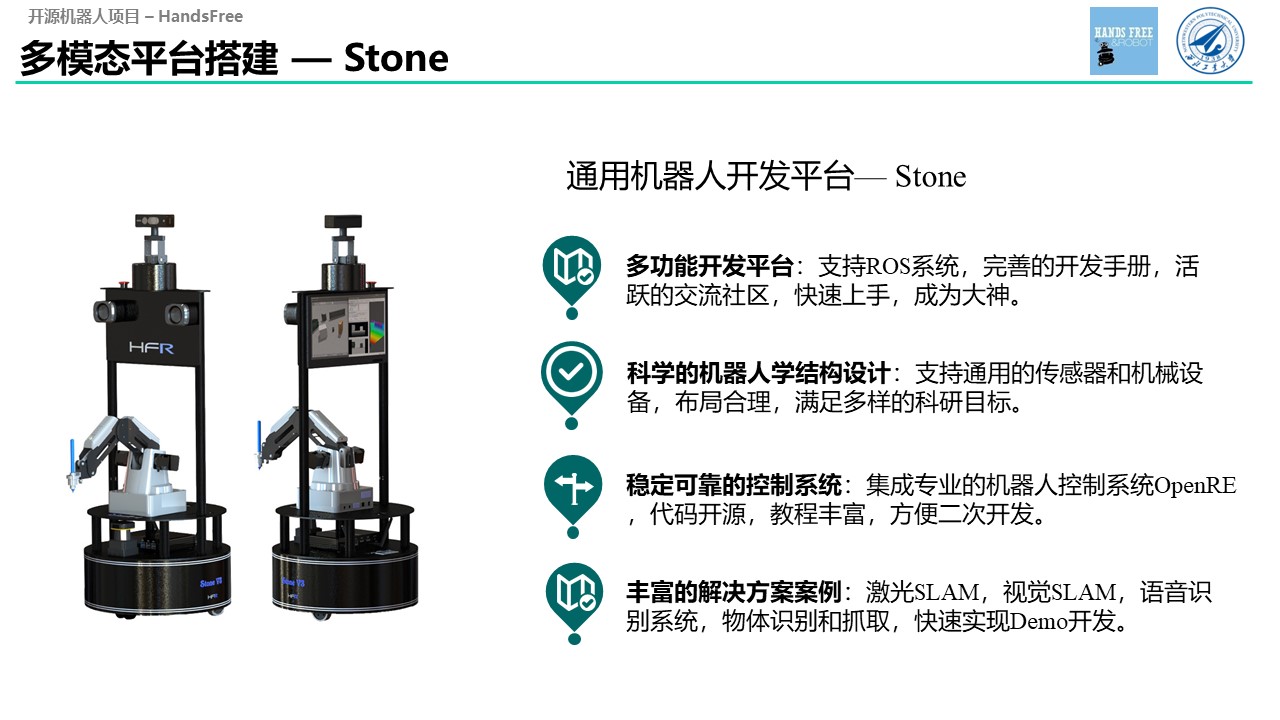 开源机器人项目 – HandsFree
多模态平台搭建 — Stone
HANDS FREE
&ROBOT
NORTHWESTERN POLYTECHNICAL UNIVERSITY
1938
西北工业大学
通用机器人开发平台— Stone
多功能开发平台：支持ROS系统，完善的开发手册，活
跃的交流社区，快速上手，成为大神。
科学的机器人学结构设计：支持通用的传感器和机械设
备，布局合理，满足多样的科研目标。
稳定可靠的控制系统：集成专业的机器人控制系统OpenRE
，代码开源，教程丰富，方便二次开发。
丰富的解决方案案例：激光SLAM，视觉SLAM，语音识
别系统，物体识别和抓取，快速实现Demo开发。
HFR
Stone V3
HFR
Stone V3
HFR